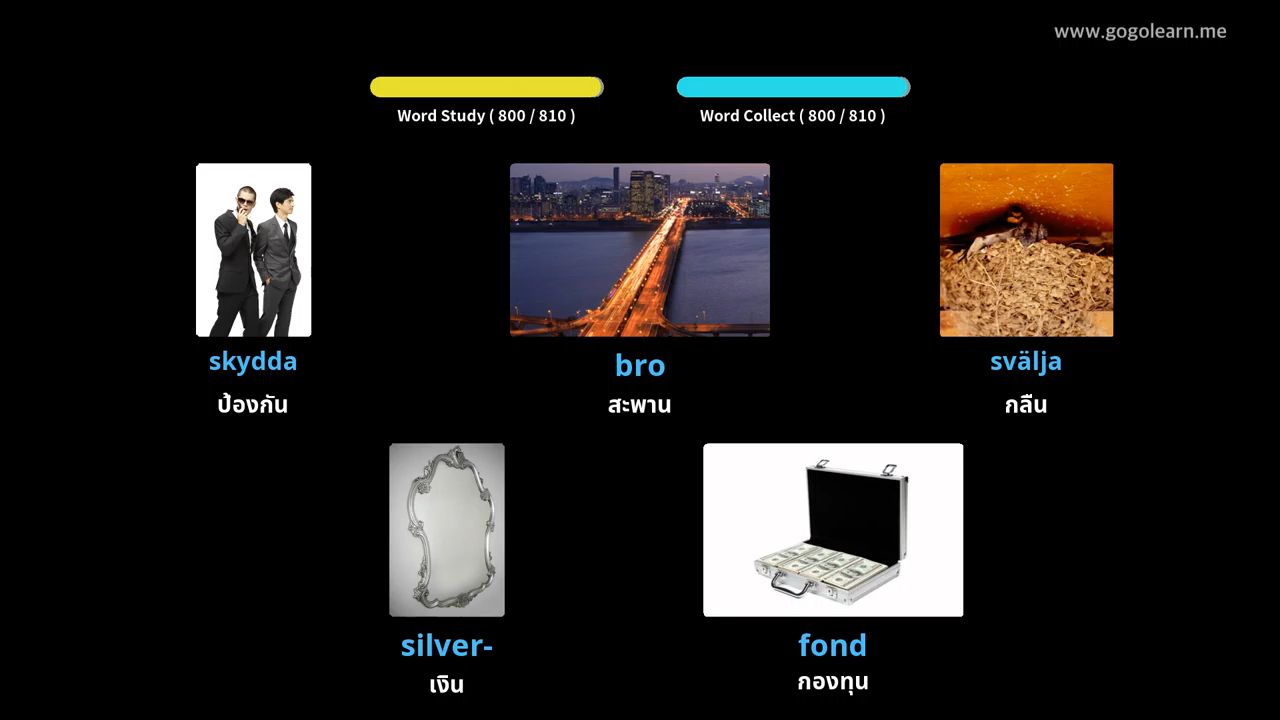 www.gogolearn.me
Word Study ( 800 / 810 )
Word Collect ( 800 / 810 )
skydda
ป้องกัน
bro
สะพาน
svälja
กลืน
silver-
เงิน
fond
กองทุน